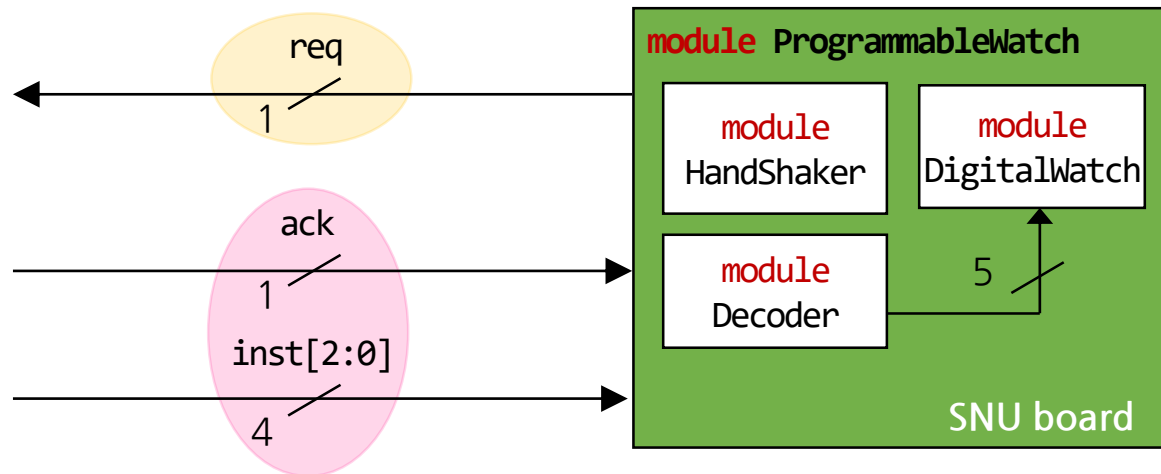 req
1
ack
1
inst[2:0]
4
module ProgrammableWatch
module
HandShaker
module
DigitalWatch
module
Decoder
5
SNU board